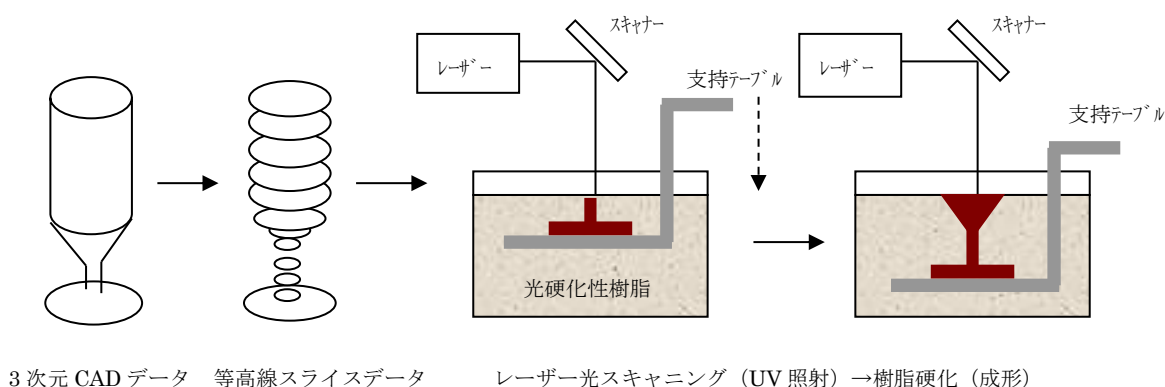 スキャナー
スキャナー
レーザー
レーザー
支持テーブル
支持テーブル
光硬化性樹脂
3次元 CAD データ 等高線スライスデータ レーザー光スキャニング（UV 照射）→樹脂硬化（成形）